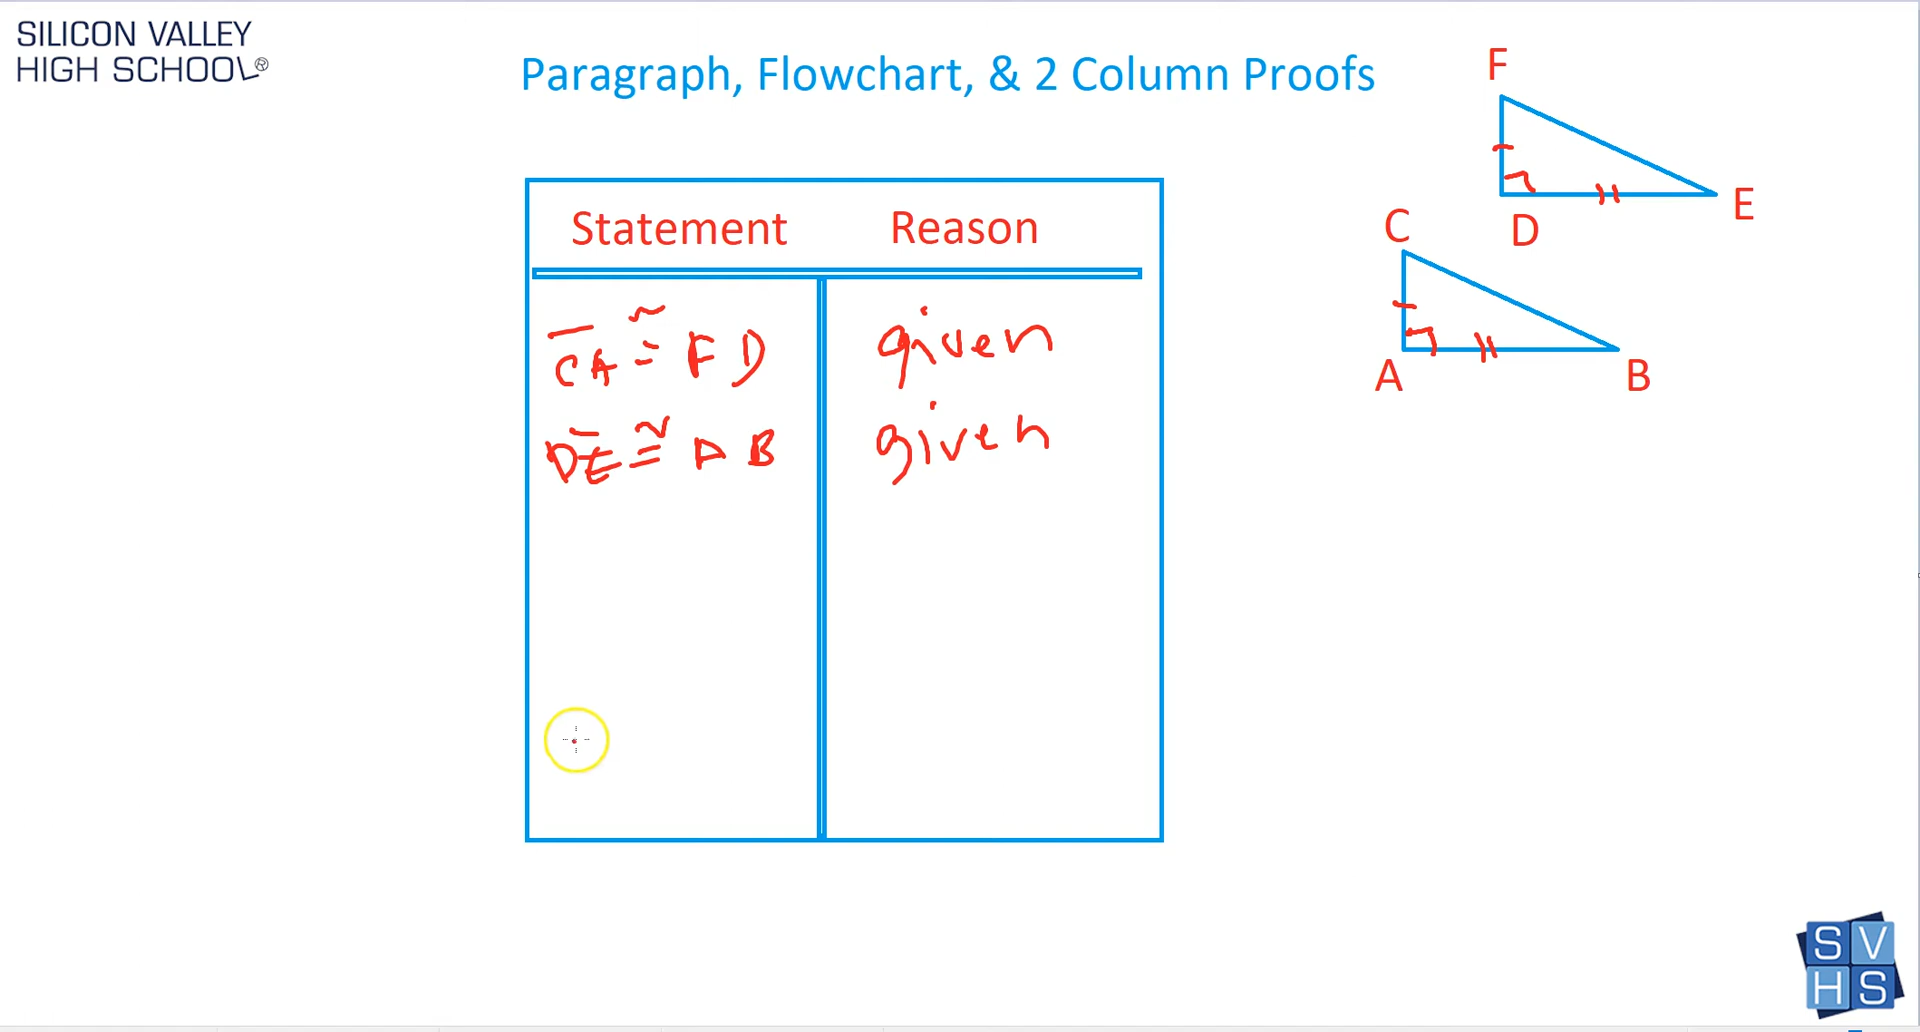 SILICON VALLEY
HIGH SCHOOL®
Paragraph, Flowchart, & 2 Column Proofs
F
E
D
C
A
B
Statement Reason
CA ≅ FD given
DE ≅ AB given
S V
H S